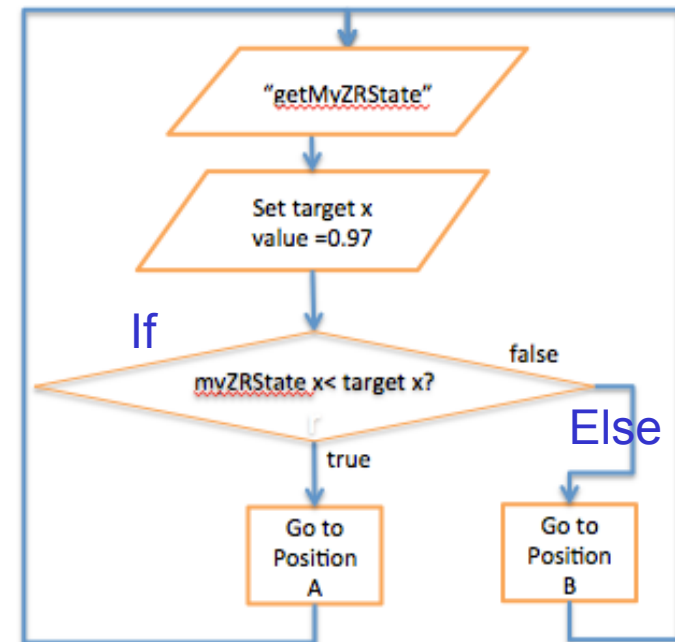 “getMyZRState”
Set target x
value =0.97
If
myZRState x< target x?
false
r
Else
true
Go to
Position
A
Go to
Position
B